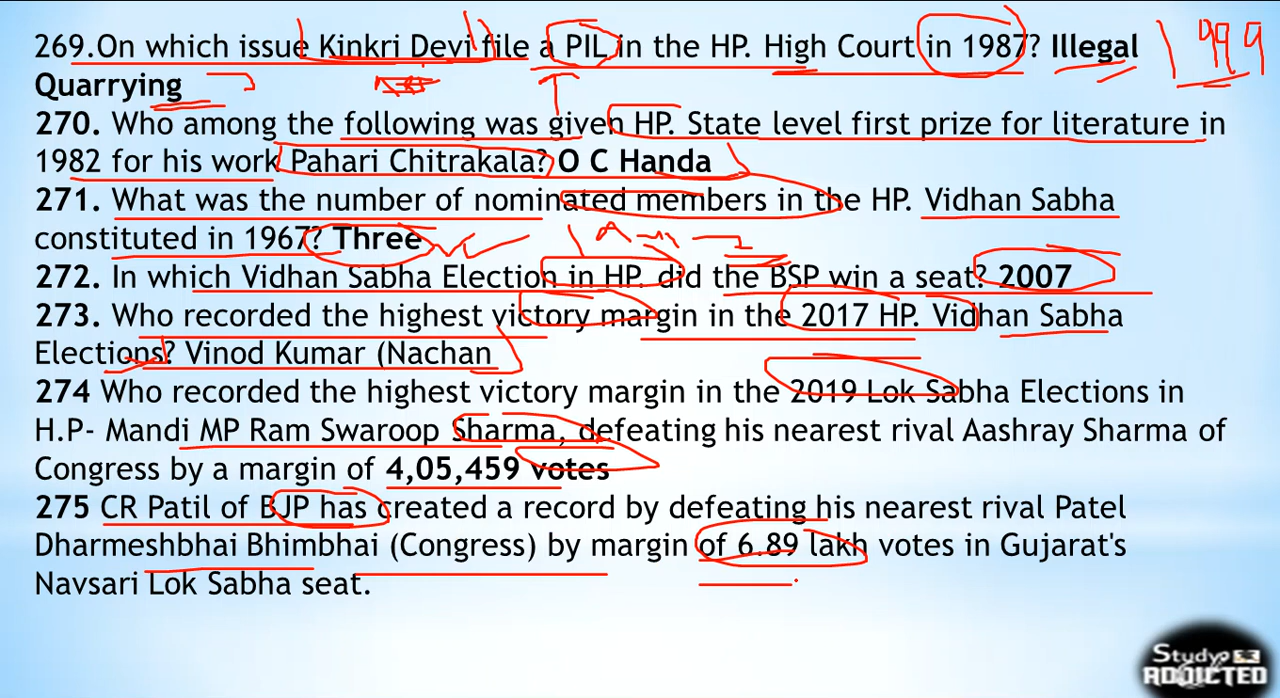 269.On which issue Kinkri Devi file a PIL in the HP. High Court in 1987? Illegal 1999
Quarrying
270. Who among the following was given HP. State level first prize for literature in
1982 for his work Pahari Chitrakala? O C Handa
271. What was the number of nominated members in the HP. Vidhan Sabha
constituted in 1967? Three
272. In which Vidhan Sabha Election in HP. did the BSP win a seat? 2007
273. Who recorded the highest victory margin in the 2017 HP. Vidhan Sabha
Elections? Vinod Kumar (Nachan
274 Who recorded the highest victory margin in the 2019 Lok Sabha Elections in
H.P- Mandi MP Ram Swaroop Sharma, defeating his nearest rival Aashray Sharma of
Congress by a margin of 4,05,459 votes
275 CR Patil of BJP has created a record by defeating his nearest rival Patel
Dharmeshbhai Bhimbhai (Congress) by margin of 6.89 lakh votes in Gujarat's
Navsari Lok Sabha seat.
Study
ADDICTED